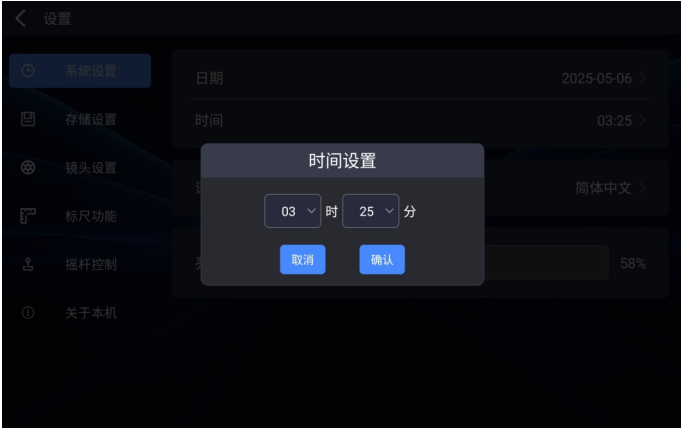 设置
系统设置
存储设置
镜头设置
标尺功能
摇杆控制
关于本机
日期
2025-05-06
时间
03:25
简体中文
58%
时间设置
03 时 25 分
取消 确认